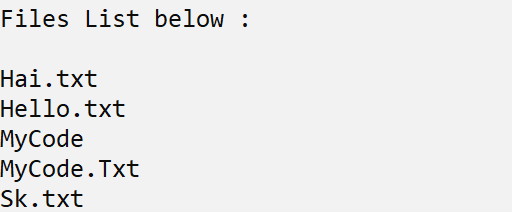 Files List below :
Hai.txt
Hello.txt
MyCode
MyCode.Txt
Sk.txt